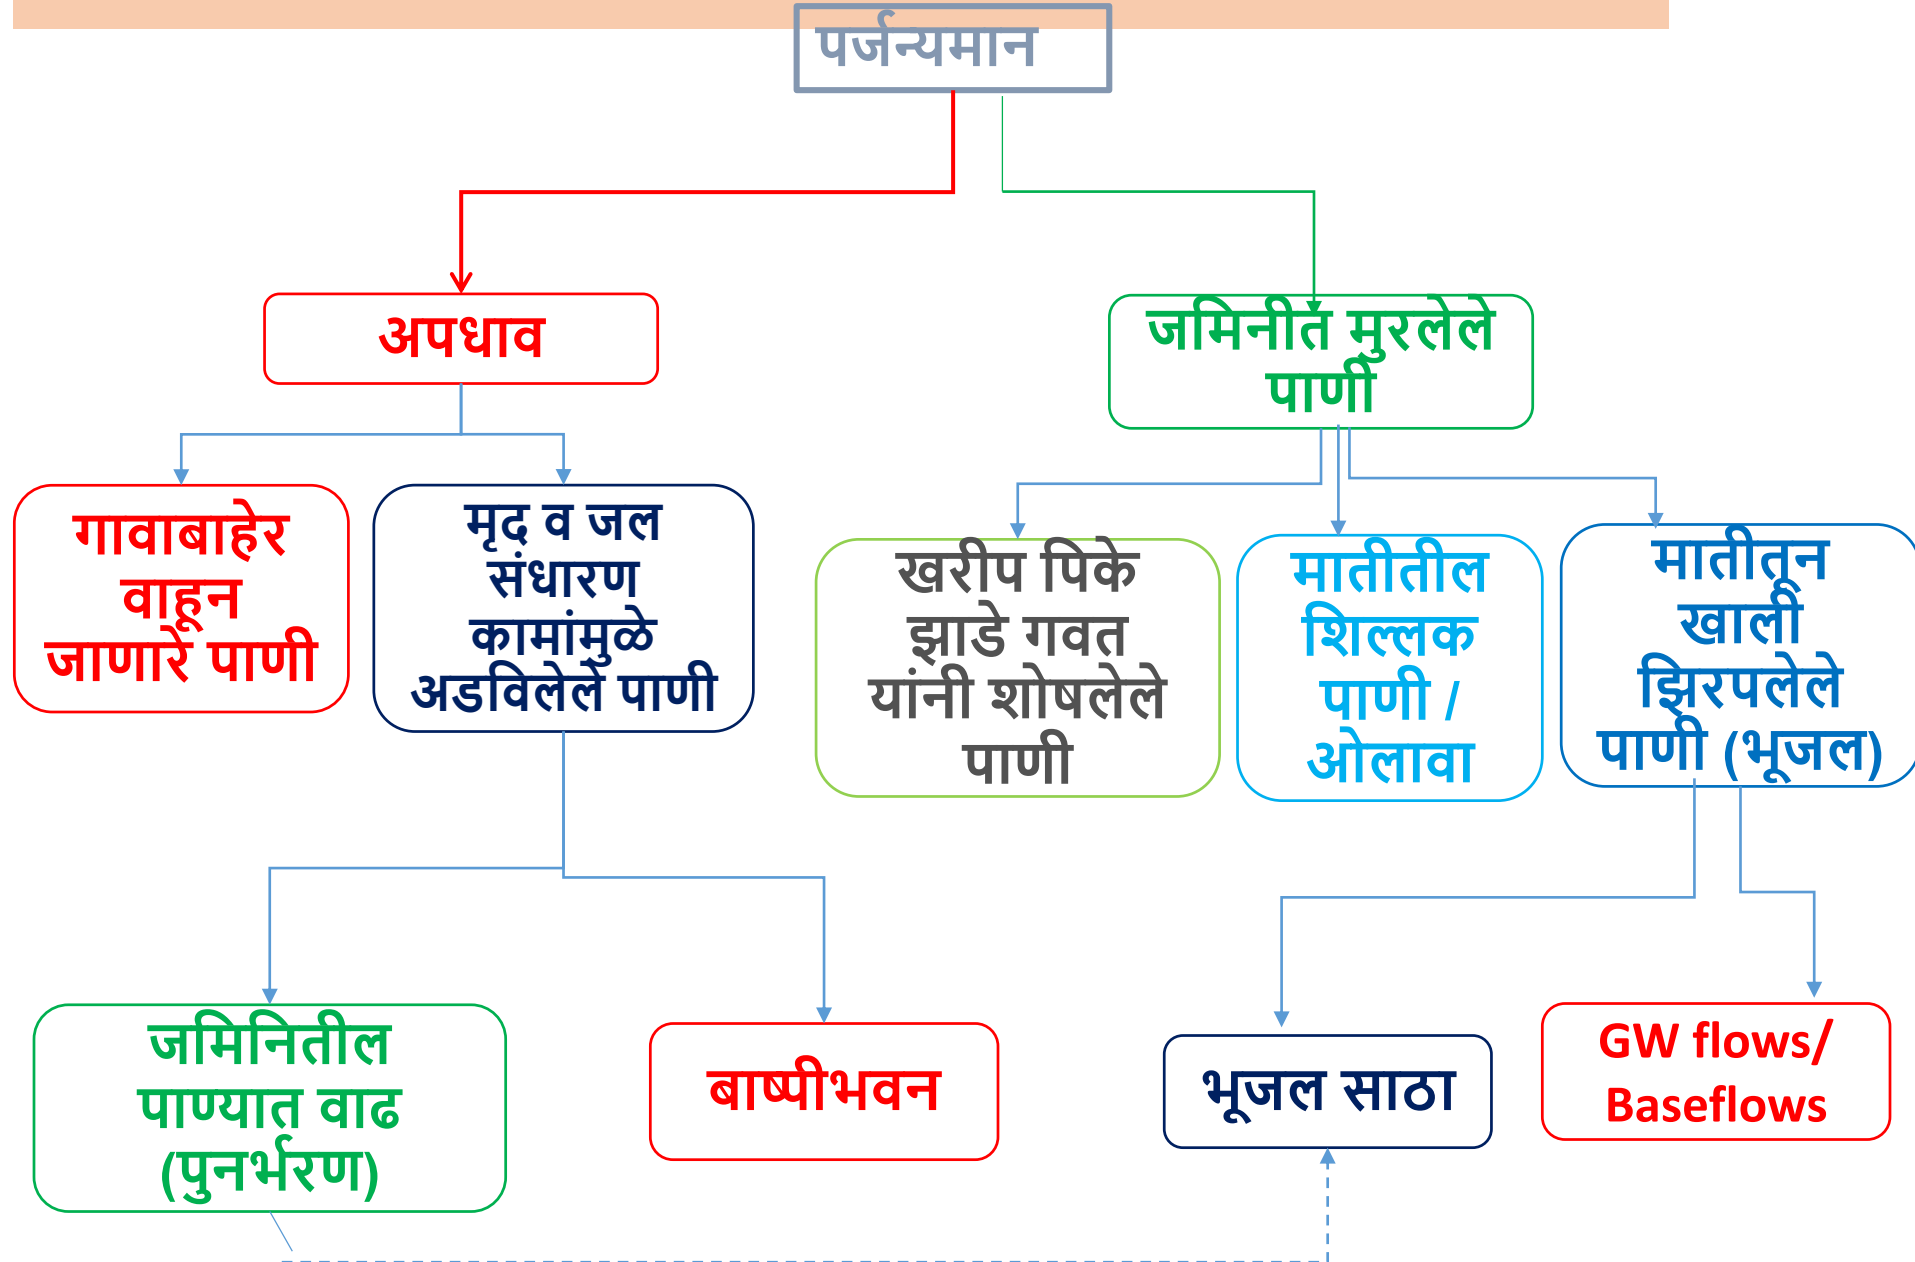 पर्जन्यमान
अपधाव
जमिनीत मुरलेले
पाणी
गावाबाहेर
वाहून
जाणारे पाणी
मृद व जल
संधारण
कामांमुळे
अडविलेले पाणी
खरीप पिके
झाडे गवत
यांनी शोषलेले
पाणी
मातीतील
शिल्लक
पाणी /
ओलावा
मातीतून
खाली
झिरपलेले
पाणी (भूजल)
जमिनितील
पाण्यात वाढ
(पुनर्भरण)
बाष्पीभवन
भूजल साठा
GW flows/
Baseflows